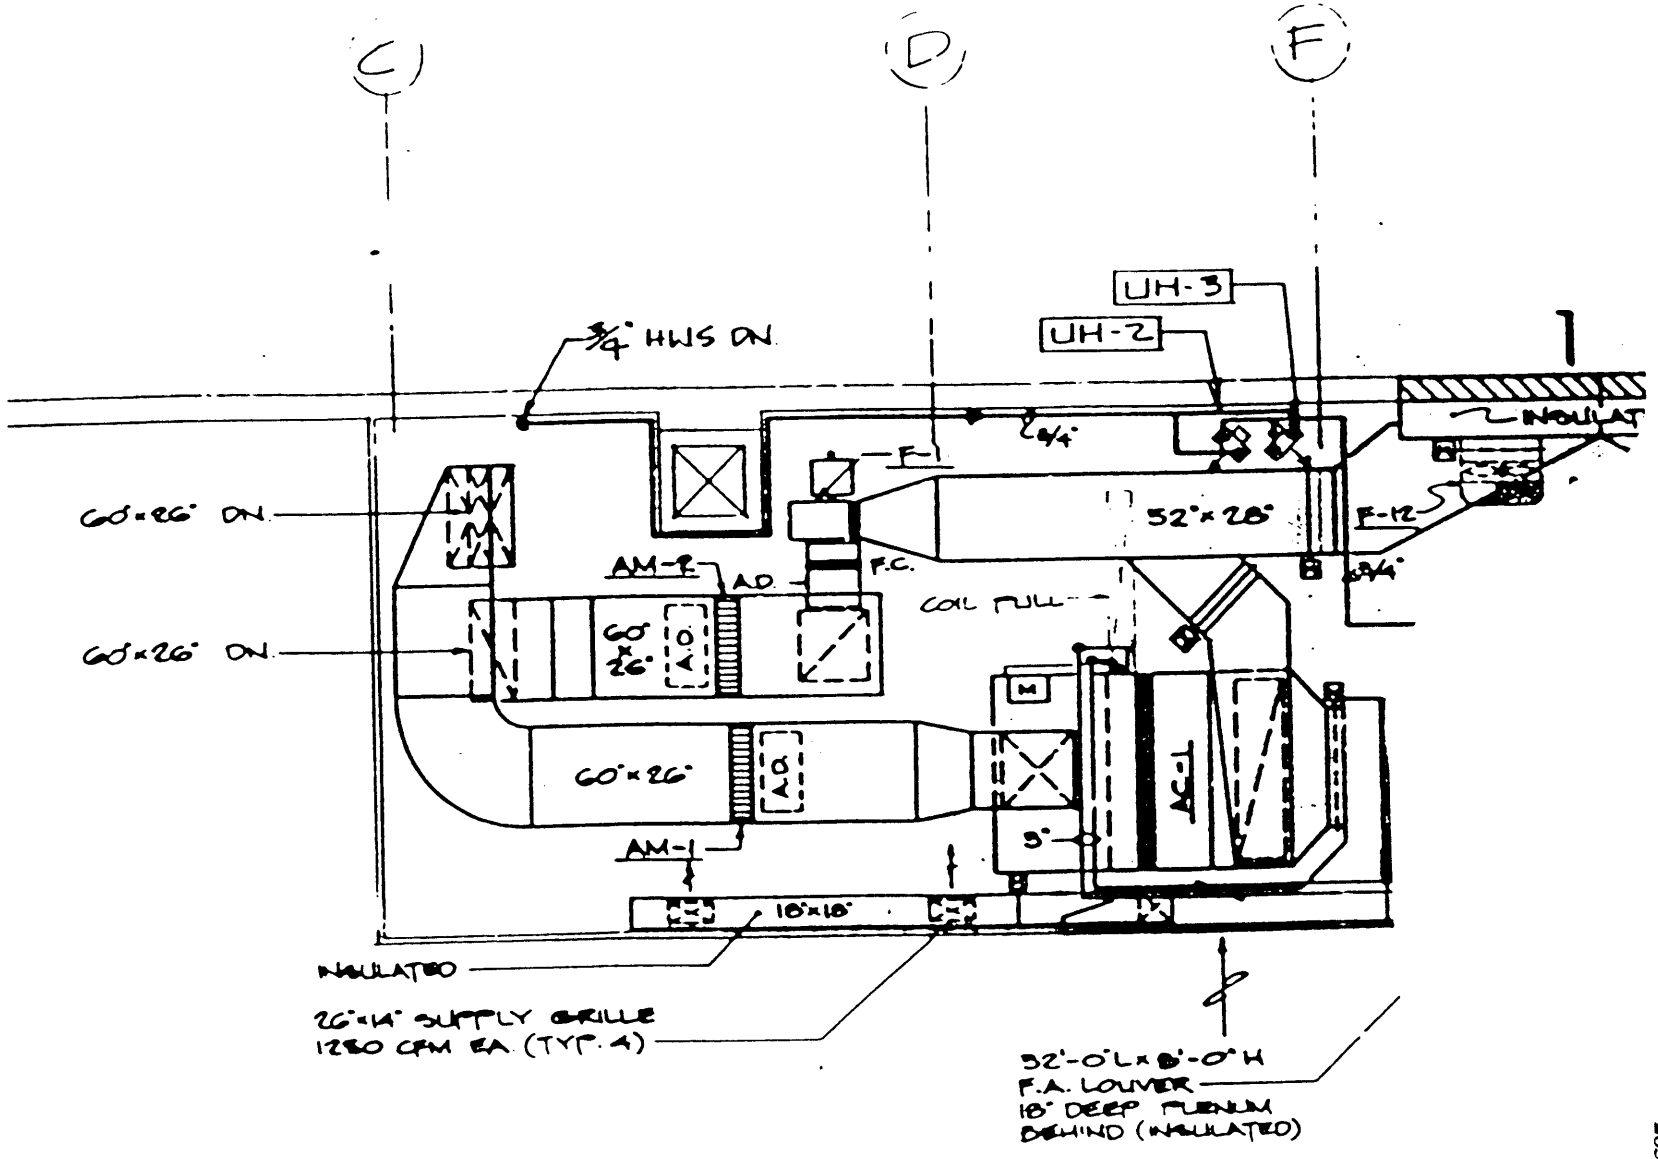 C
D
F
UH-3
UH-2
3/4" HWS DN.
1
INSULAT
3/4"
F-
60"x26" DN.
52"x28"
F-12
AM-2
A.D.
F.C.
3/4"
COIL PULL
60"
x
26"
A.D.
60"x26" DN.
M
60"x26"
A.D.
AC-1
3"
AM-1
18"x18"
INSULATED
26"x14" SUPPLY GRILLE
1250 CFM EA. (TYP. 4)
32'-0"L x 8'-0"H
F.A. LOUVER
18" DEEP PLENUM
BEHIND (INSULATED)